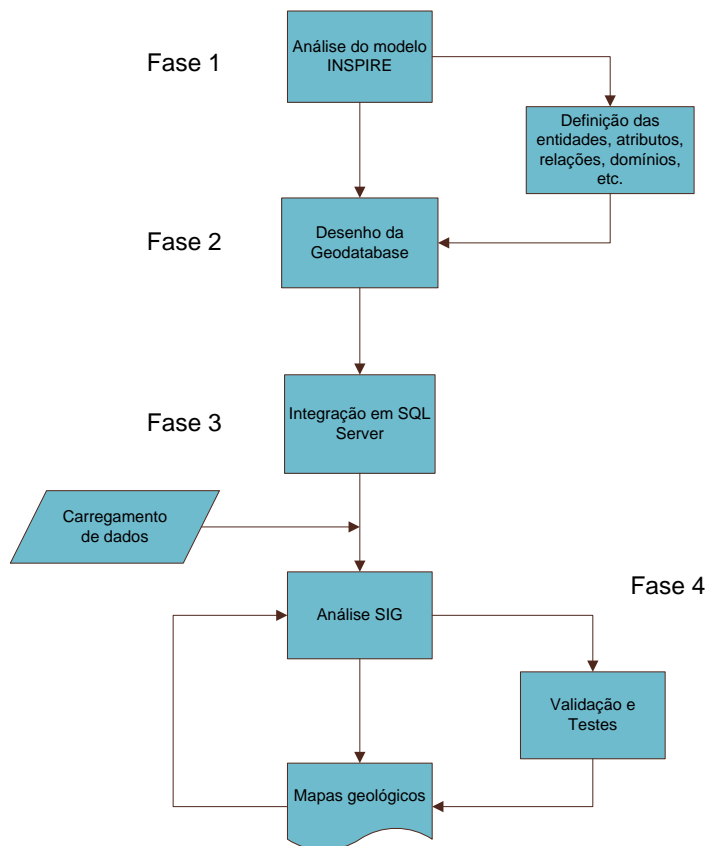 Fase 1
Análise do modelo
INSPIRE
Definição das
entidades, atributos,
relações, domínios,
etc.
Fase 2
Desenho da
Geodatabase
Fase 3
Integração em SQL
Server
Carregamento
de dados
Fase 4
Análise SIG
Validação e
Testes
Mapas geológicos